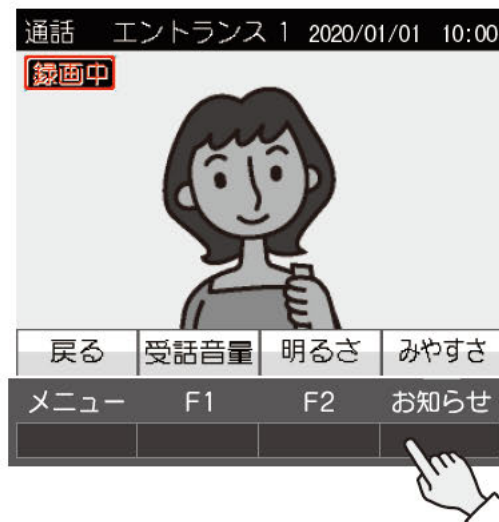 通話 エントランス 1 2020/01/01 10:00
録画中
戻る 受話音量 明るさ みやすさ
メニュー F1 F2 お知らせ